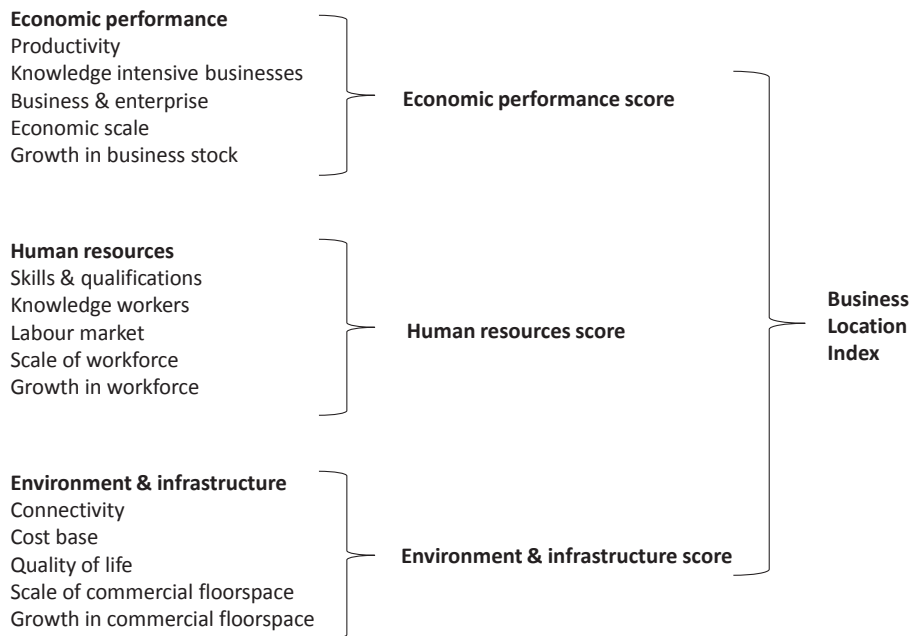 Economic performance
Productivity
Knowledge intensive businesses
Business & enterprise
Economic scale
Growth in business stock
Economic performance score
Human resources
Skills & qualifications
Knowledge workers
Labour market
Scale of workforce
Growth in workforce
Human resources score
Environment & infrastructure
Connectivity
Cost base
Quality of life
Scale of commercial floorspace
Growth in commercial floorspace
Environment & infrastructure score
Business
Location
Index